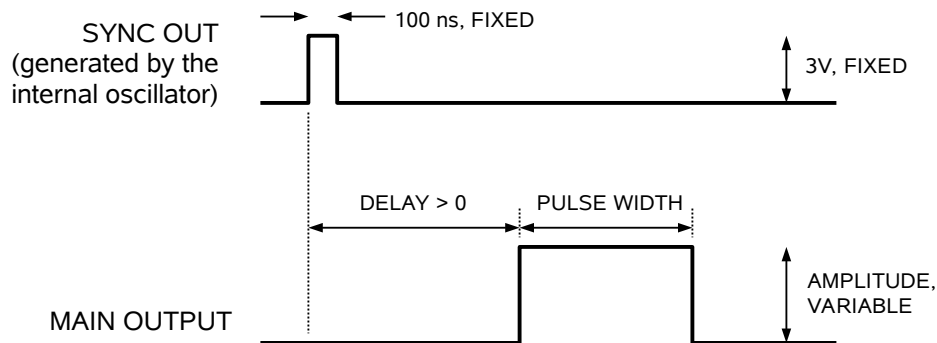 100 ns, FIXED
SYNC OUT
(generated by the
internal oscillator)
3V, FIXED
DELAY > 0
PULSE WIDTH
AMPLITUDE,
VARIABLE
MAIN OUTPUT